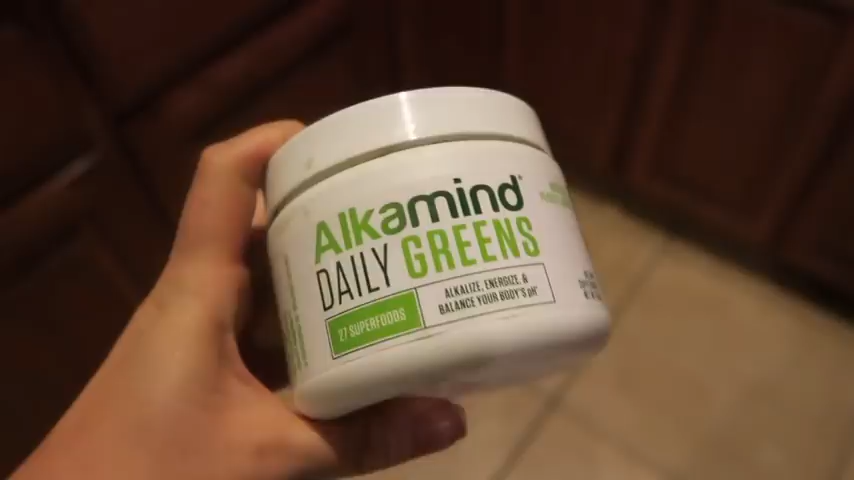 Alkamind®
DAILY GREENS
27 SUPERFOODS
ALKALIZE, ENERGIZE, &
BALANCE YOUR BODY'S pH*